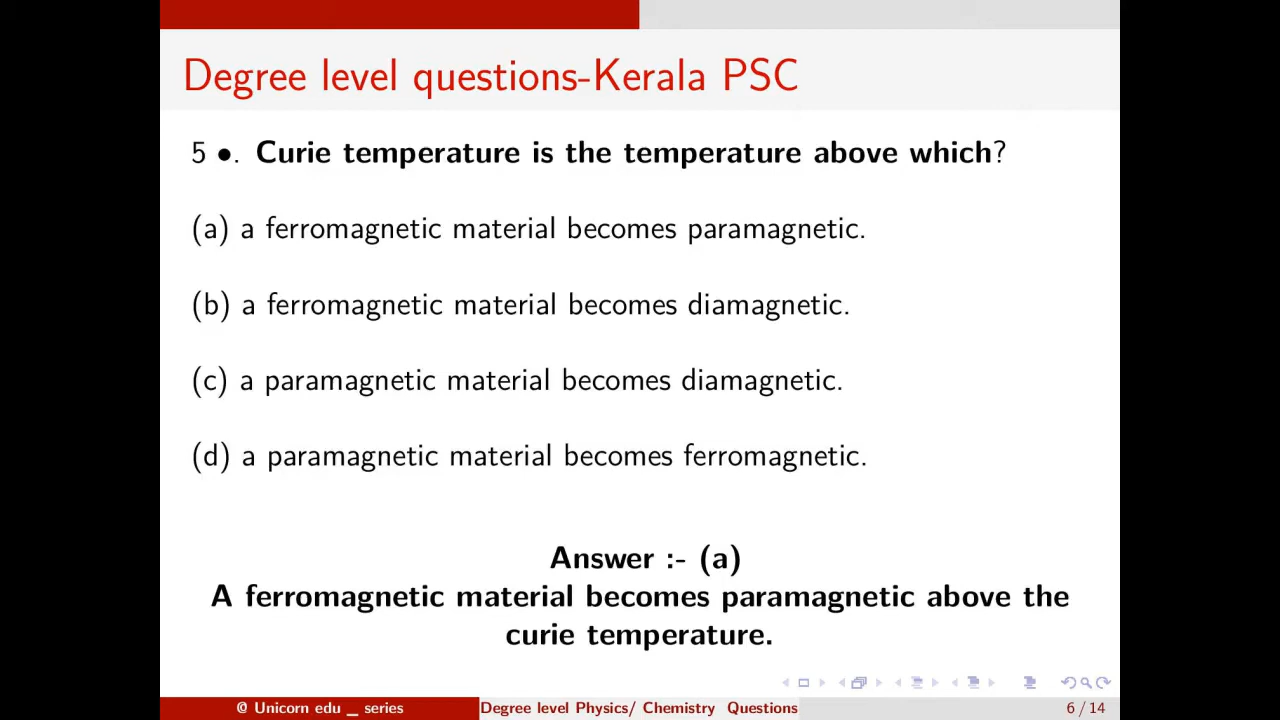 Degree level questions-Kerala PSC
5 •. Curie temperature is the temperature above which?
(a) a ferromagnetic material becomes paramagnetic.
(b) a ferromagnetic material becomes diamagnetic.
(c) a paramagnetic material becomes diamagnetic.
(d) a paramagnetic material becomes ferromagnetic.
Answer :- (a)
A ferromagnetic material becomes paramagnetic above the
curie temperature.
@ Unicorn edu _ series Degree level Physics/ Chemistry Questions 6 / 14